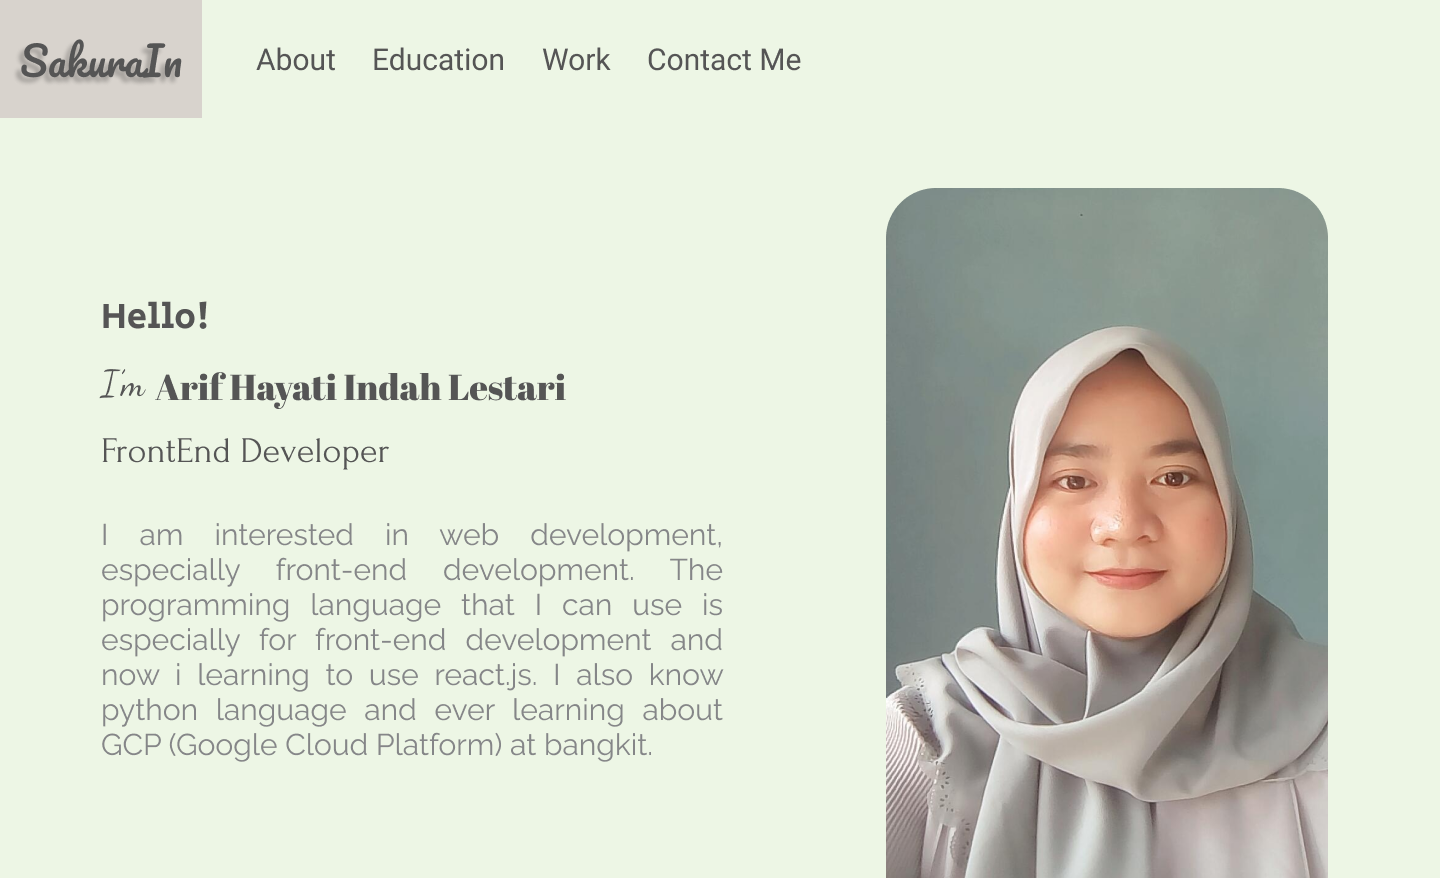 SakuraIn
About Education Work Contact Me
Hello!
I'm Arif Hayati Indah Lestari
FrontEnd Developer
I am interested in web development,
especially front-end development. The
programming language that I can use is
especially for front-end development and
now i learning to use react.js. I also know
python language and ever learning about
GCP (Google Cloud Platform) at bangkit.